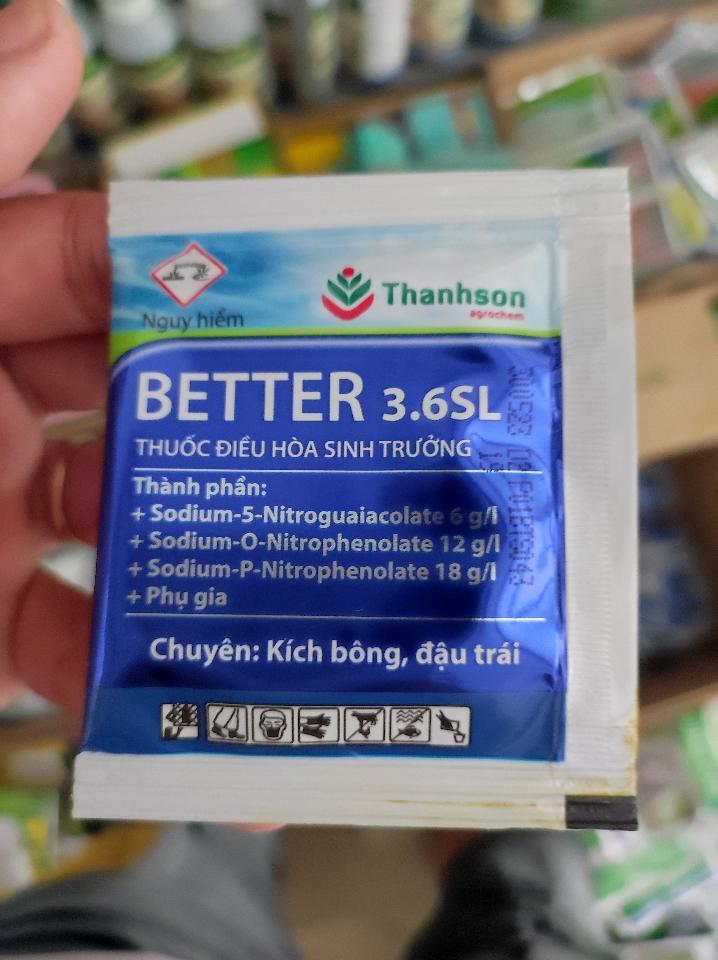 Nguy hiểm
Thanhson
agrochem
BETTER 3.6SL
THUỐC ĐIỀU HÒA SINH TRƯỞNG
Thành phần:
+ Sodium-5-Nitroguaiacolate 6 g/l
+ Sodium-O-Nitrophenolate 12 g/l
+ Sodium-P-Nitrophenolate 18 g/l
+ Phụ gia
Chuyên: Kích bông, đậu trái